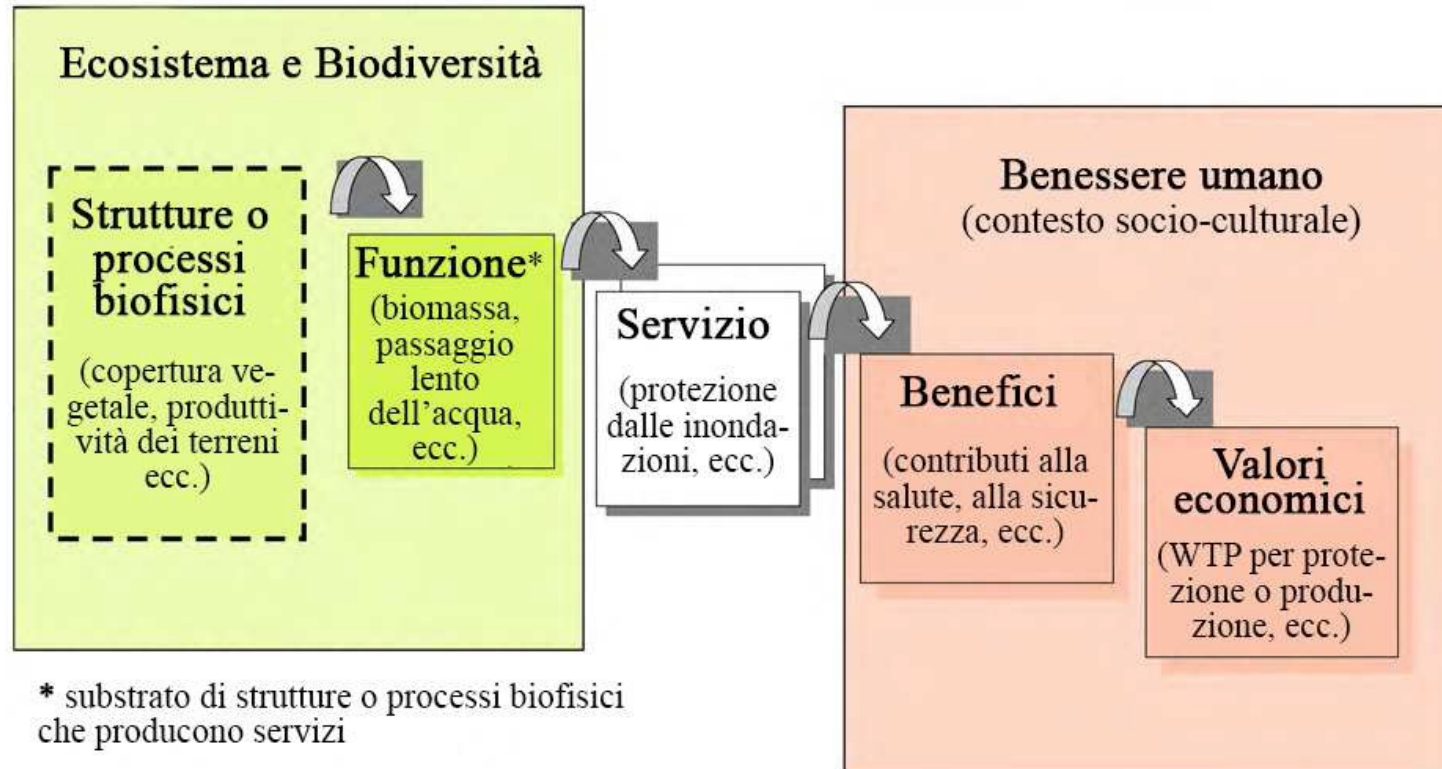 Ecosistema e Biodiversità
Strutture o
processi
biofisici
(copertura ve-
getale, produtti-
vità dei terreni
ecc.)
Funzione*
(biomassa,
passaggio
lento
dell'acqua,
ecc.)
Servizio
(protezione
dalle inonda-
zioni, ecc.)
Benessere umano
(contesto socio-culturale)
Benefici
(contributi alla
salute, alla sicu-
rezza, ecc.)
Valori
economici
(WTP per prote-
zione o produ-
zione, ecc.)
* substrato di strutture o processi biofisici
che producono servizi